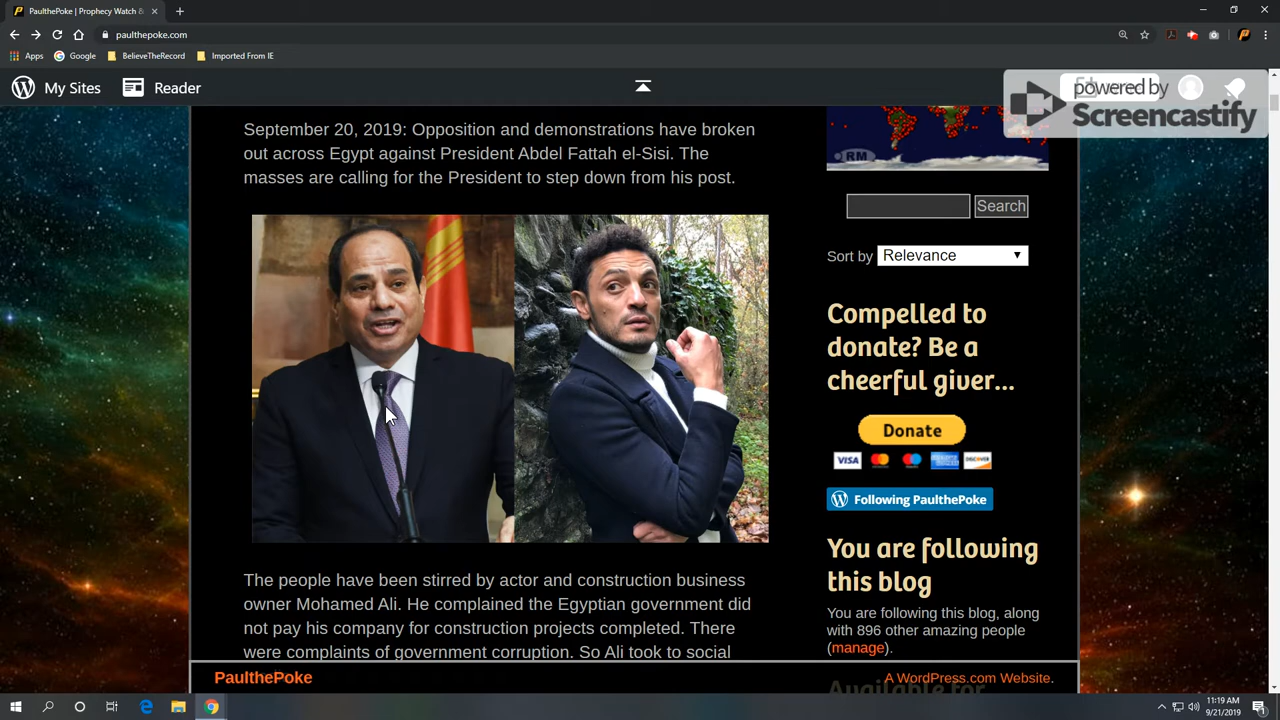 PaulthePoke | Prophecy Watch &
paulthepoke.com
Apps
Google
BelieveTheRecord
Imported From IE
My Sites
Reader
powered by
Screencastify
September 20, 2019: Opposition and demonstrations have broken
out across Egypt against President Abdel Fattah el-Sisi. The
masses are calling for the President to step down from his post.
The people have been stirred by actor and construction business
owner Mohamed Ali. He complained the Egyptian government did
not pay his company for construction projects completed. There
were complaints of government corruption. So Ali took to social
RM
Search
Sort by
Relevance
Compelled to
donate? Be a
cheerful giver...
Donate
VISA
DISCOVER
Following PaulthePoke
You are following
this blog
You are following this blog, along
with 896 other amazing people
(manage).
Available for
PaulthePoke
A WordPress.com Website.
11:19 AM
9/21/2019